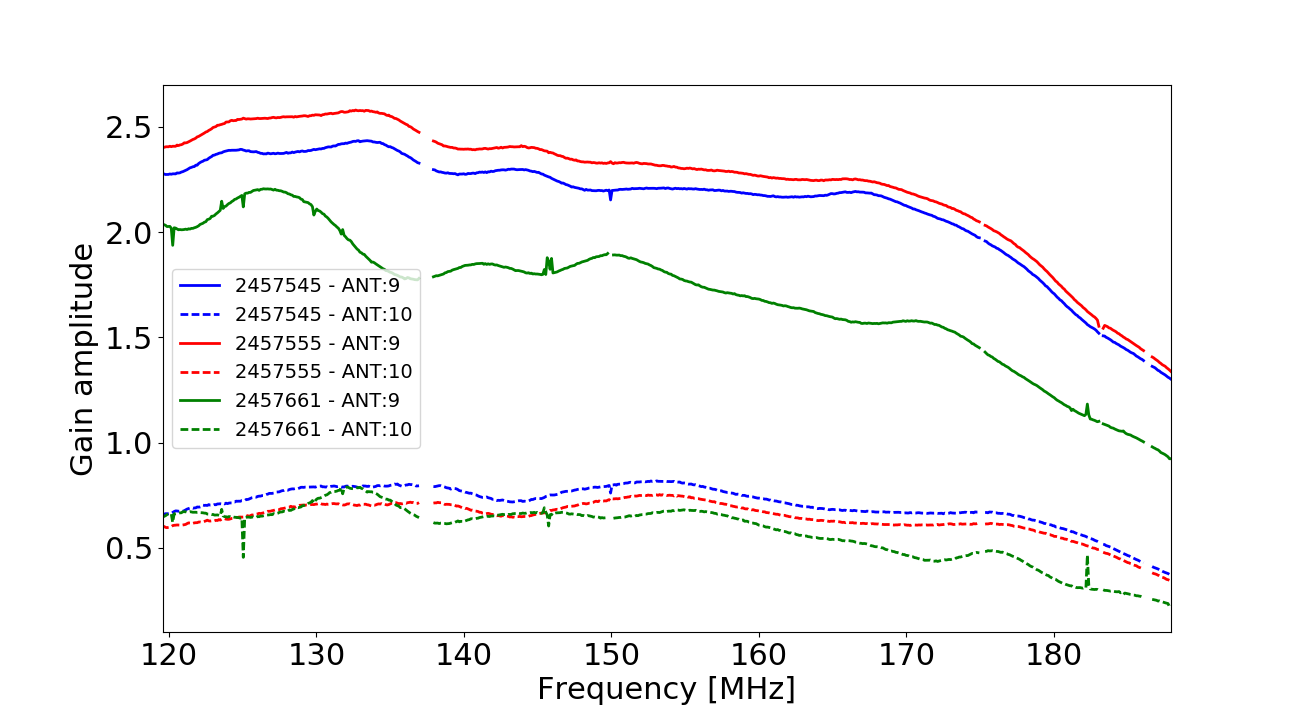 Gain amplitude
2.5
2.0
1.5
1.0
0.5
2457545 - ANT:9
2457545 - ANT:10
2457555 - ANT:9
2457555 - ANT:10
2457661 - ANT:9
2457661 - ANT:10
120 130 140 150 160 170 180
Frequency [MHz]